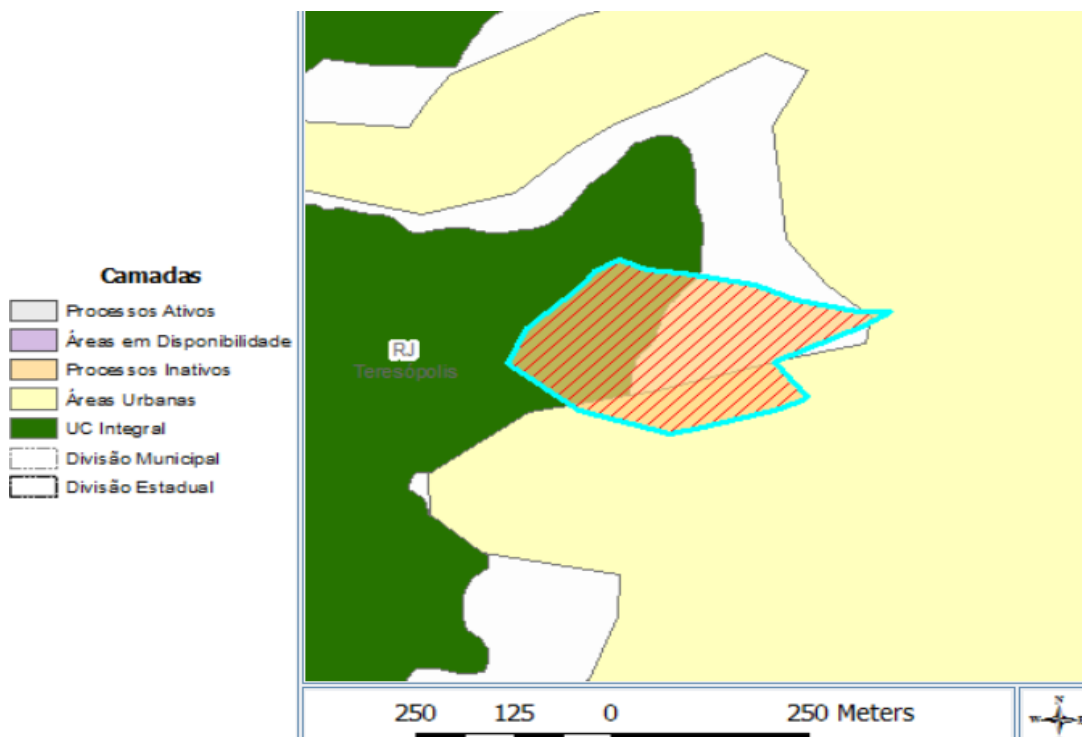 Camadas
Processos Ativos
Áreas em Disponibilidade
Processos Inativos
Áreas Urbanas
UC Integral
Divisão Municipal
Divisão Estadual
RJ
Teresópolis
250 125 0 250 Meters
N
W E
S